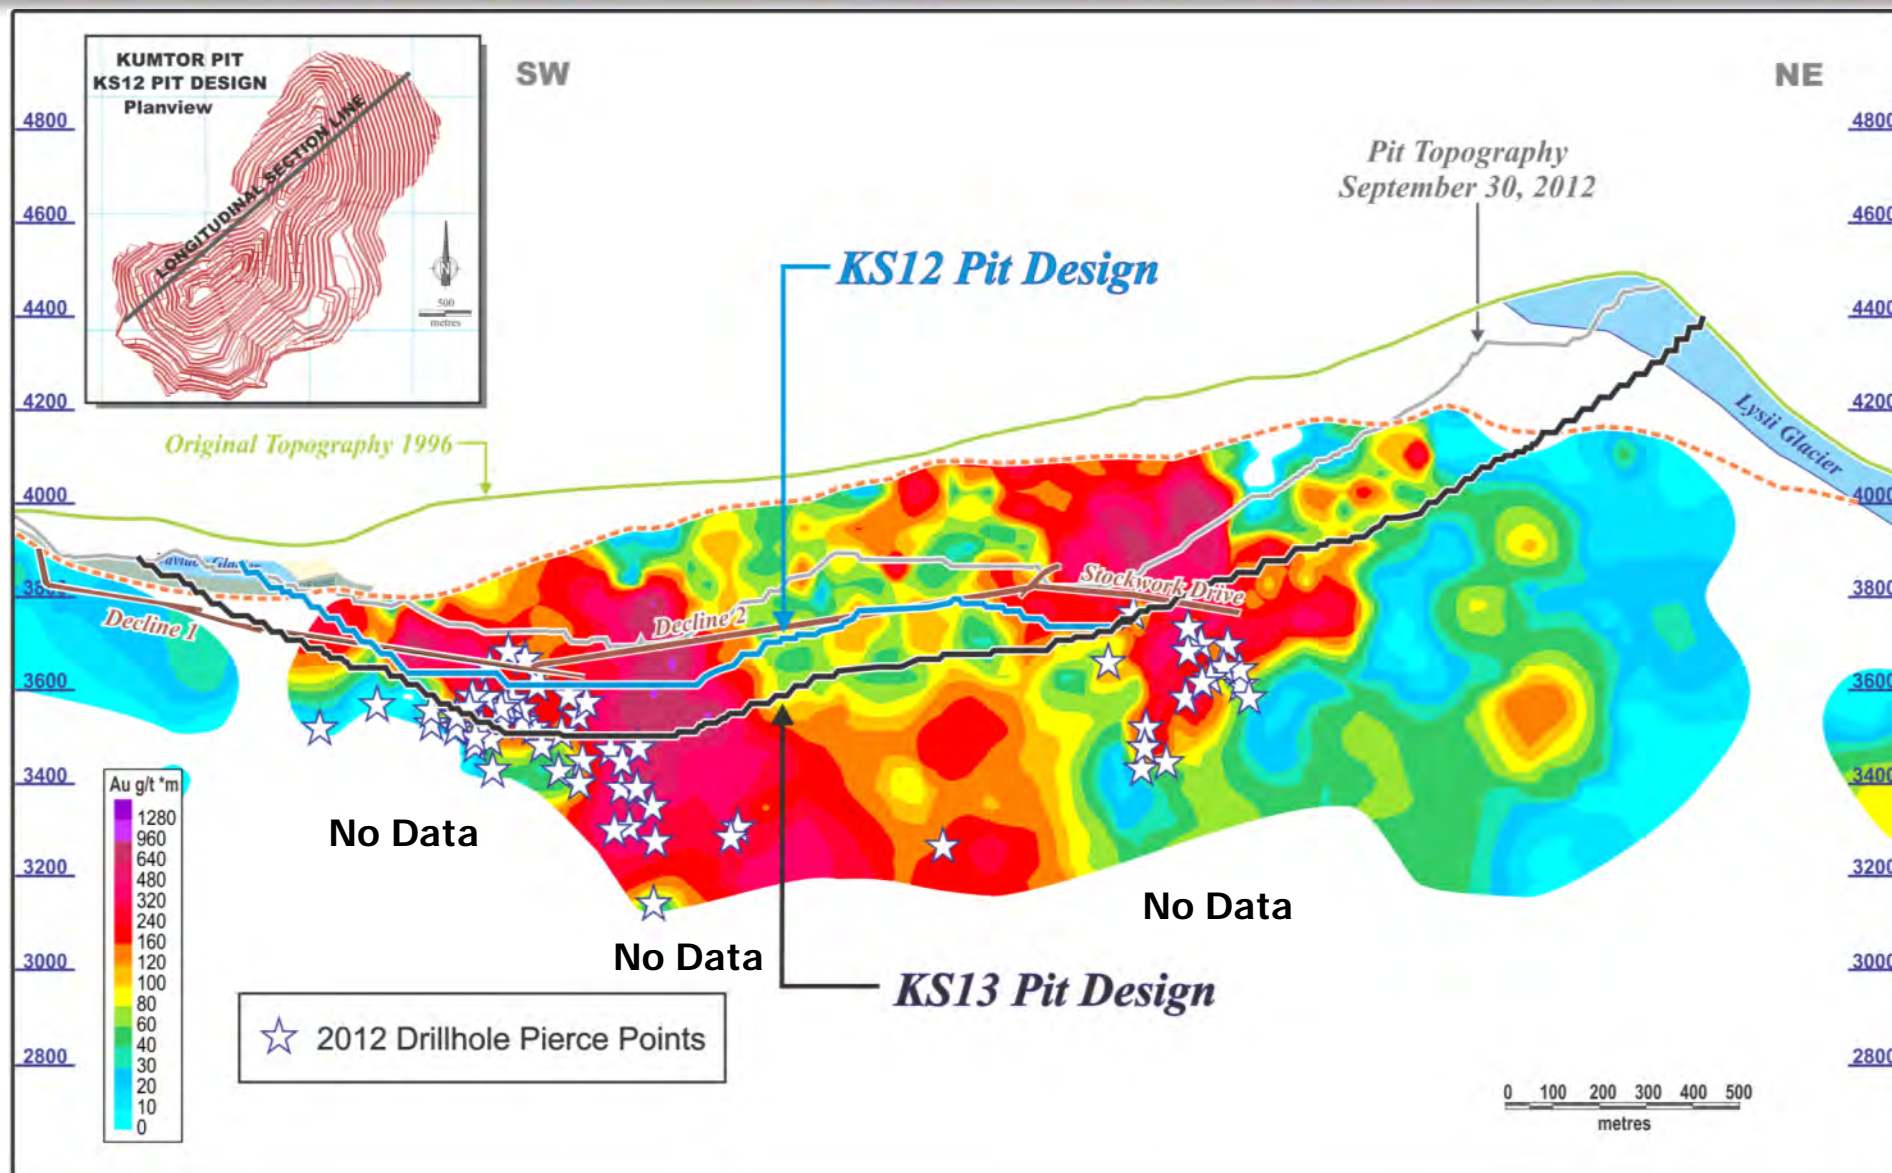 KUMTOR PIT
KS12 PIT DESIGN
Planview
LONGITUDINAL SECTION LINE
N
500
metres
SW
NE
Pit Topography
September 30, 2012
KS12 Pit Design
Original Topography 1996
Lysii Glacier
4800
4600
4400
4200
4000
3800
3600
3400
3200
3000
2800
4800
4600
4400
4200
4000
3800
3600
3400
3200
3000
2800
Decline 1
Decline 2
Stockwork Drive
Au g/t *m
1280
960
640
480
320
240
160
120
100
80
60
40
30
20
10
0
No Data
No Data
No Data
KS13 Pit Design
2012 Drillhole Pierce Points
0 100 200 300 400 500
metres